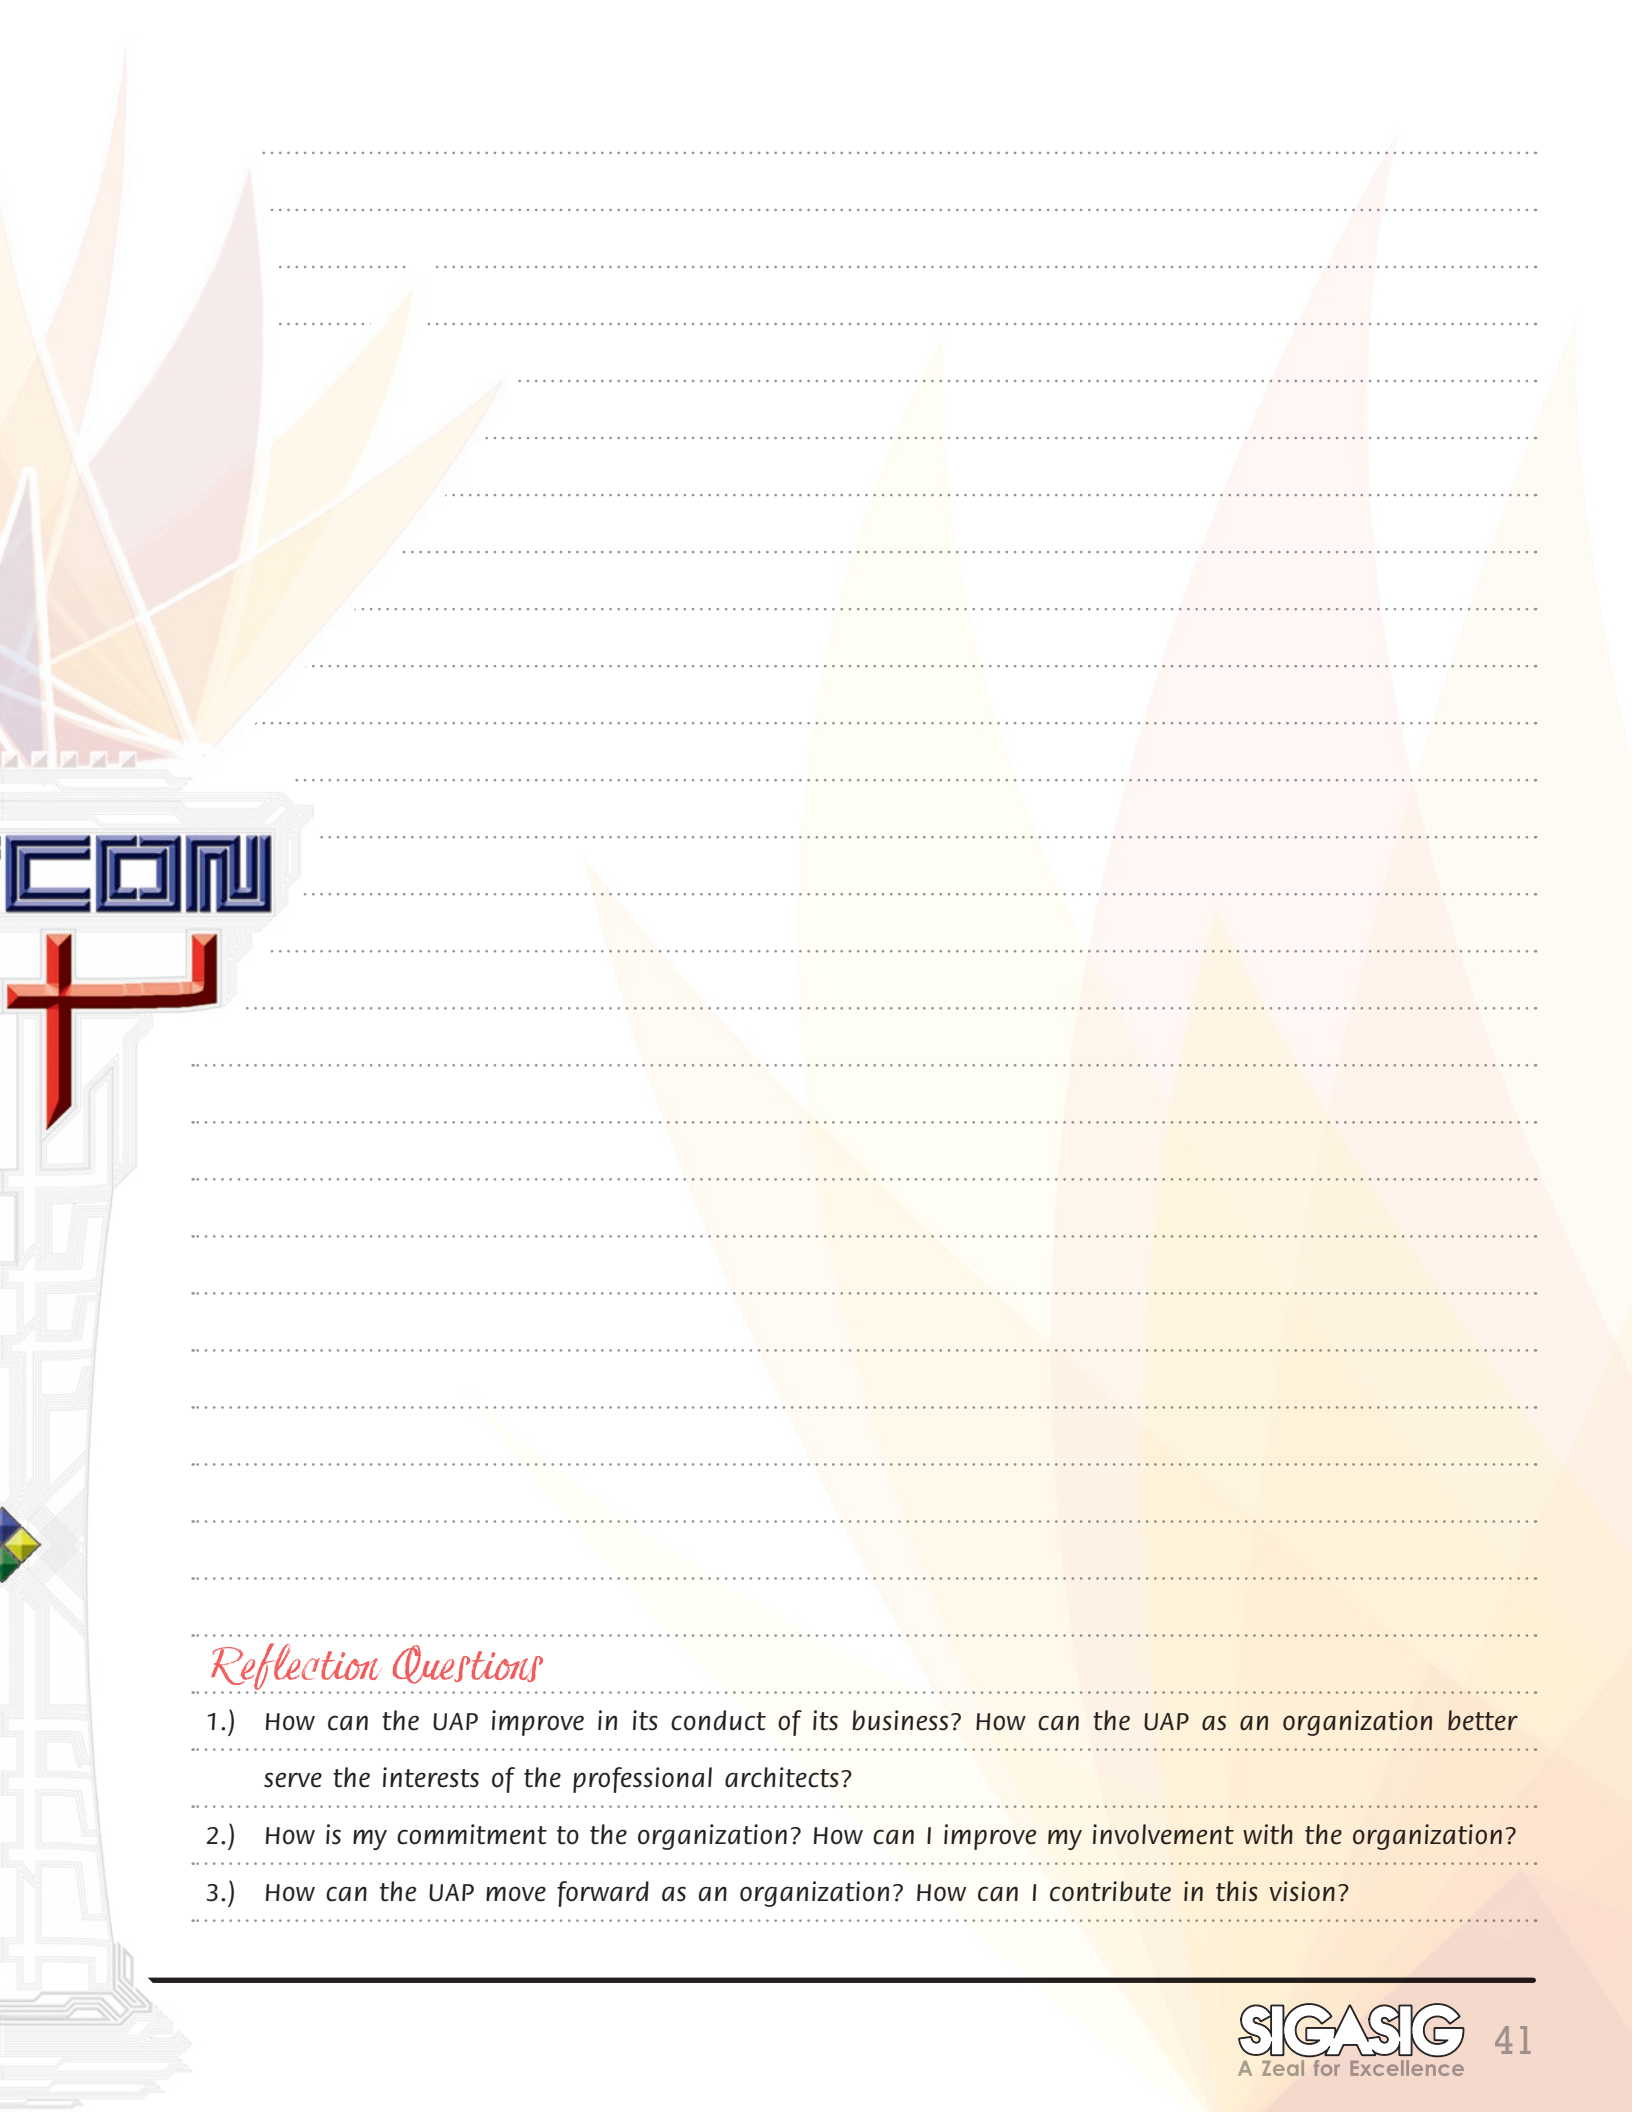 CON
Reflection Questions
1.) How can the UAP improve in its conduct of its business? How can the UAP as an organization better
serve the interests of the professional architects?
2.) How is my commitment to the organization? How can I improve my involvement with the organization?
3.) How can the UAP move forward as an organization? How can I contribute in this vision?
SIGASIG
A Zeal for Excellence
41